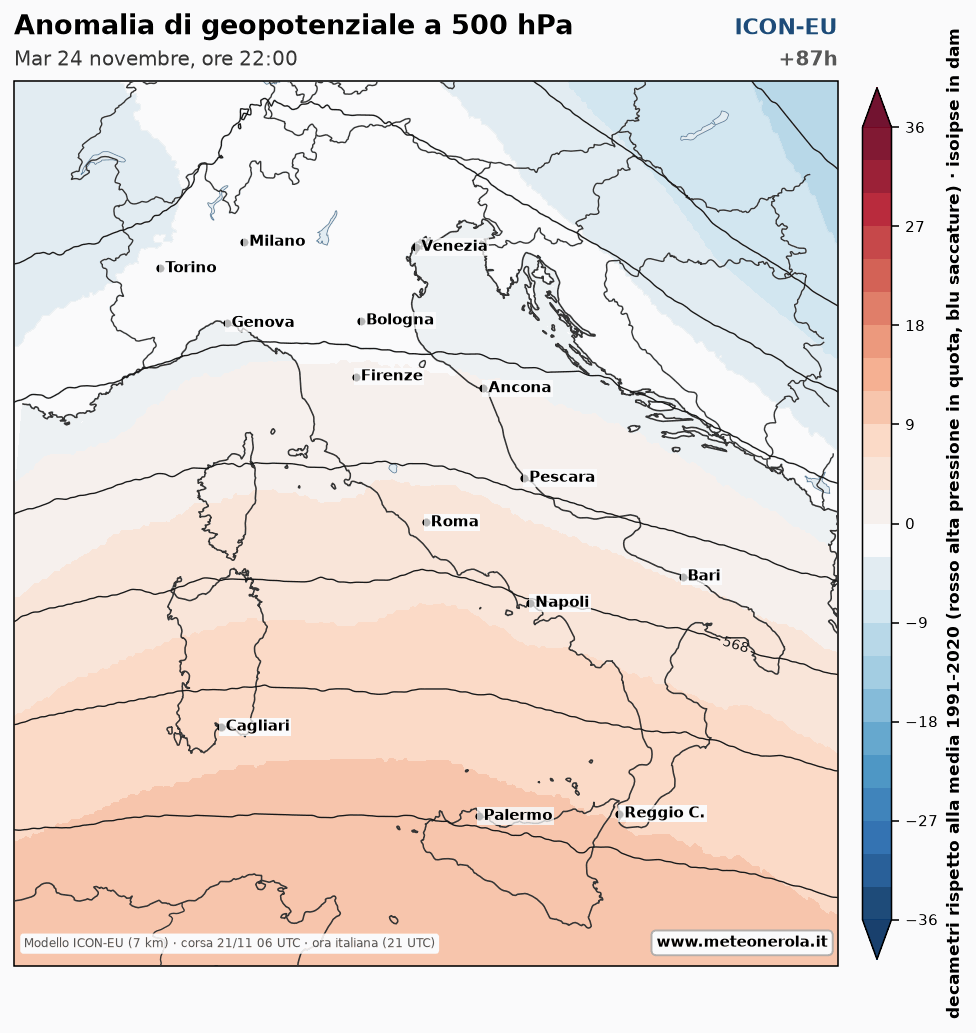 Anomalia di geopotenziale a 500 hPa
ICON-EU
Mar 24 novembre, ore 22:00
+87h
Milano
Venezia
Torino
Genova
Bologna
Firenze
Ancona
Pescara
Roma
Bari
Napoli
568
Cagliari
Palermo
Reggio C.
Modello ICON-EU (7 km) · corsa 21/11 06 UTC · ora italiana (21 UTC)
www.meteonerola.it
36
27
18
9
0
−9
−18
−27
−36
decametri rispetto alla media 1991-2020 (rosso alta pressione in quota, blu saccature) · isoipse in dam